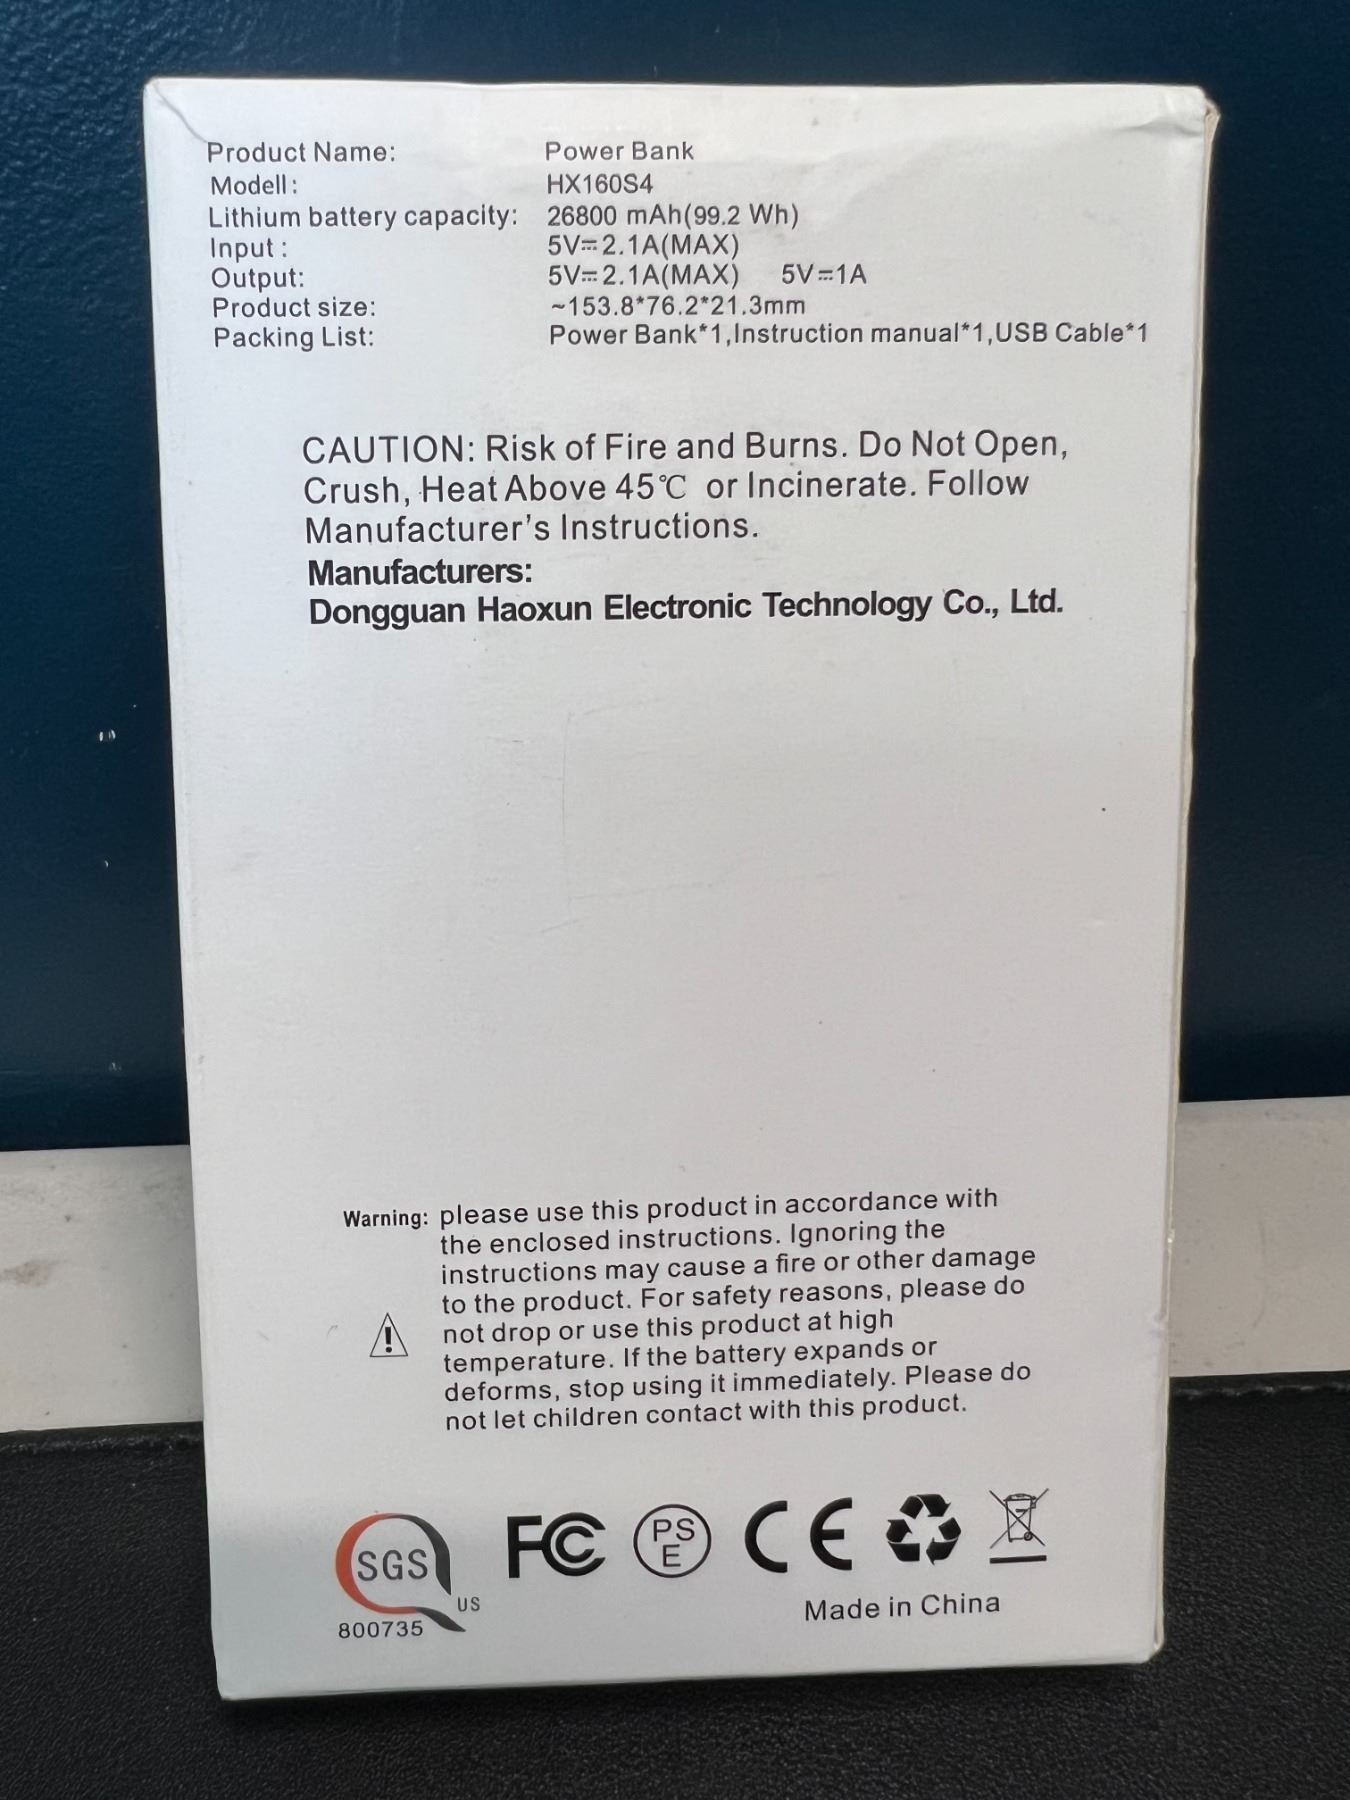 Product Name: Power Bank
Modell: HX160S4
Lithium battery capacity: 26800 mAh(99.2 Wh)
Input : 5V⎓2.1A(MAX)
Output: 5V⎓2.1A(MAX) 5V⎓1A
Product size: ~153.8*76.2*21.3mm
Packing List: Power Bank*1,Instruction manual*1,USB Cable*1
CAUTION: Risk of Fire and Burns. Do Not Open,
Crush, Heat Above 45℃ or Incinerate. Follow
Manufacturer's Instructions.
Manufacturers:
Dongguan Haoxun Electronic Technology Co., Ltd.
Warning: please use this product in accordance with
the enclosed instructions. Ignoring the
instructions may cause a fire or other damage
to the product. For safety reasons, please do
not drop or use this product at high
temperature. If the battery expands or
deforms, stop using it immediately. Please do
not let children contact with this product.
SGS
US
800735
FC
PS
E
CE
Made in China